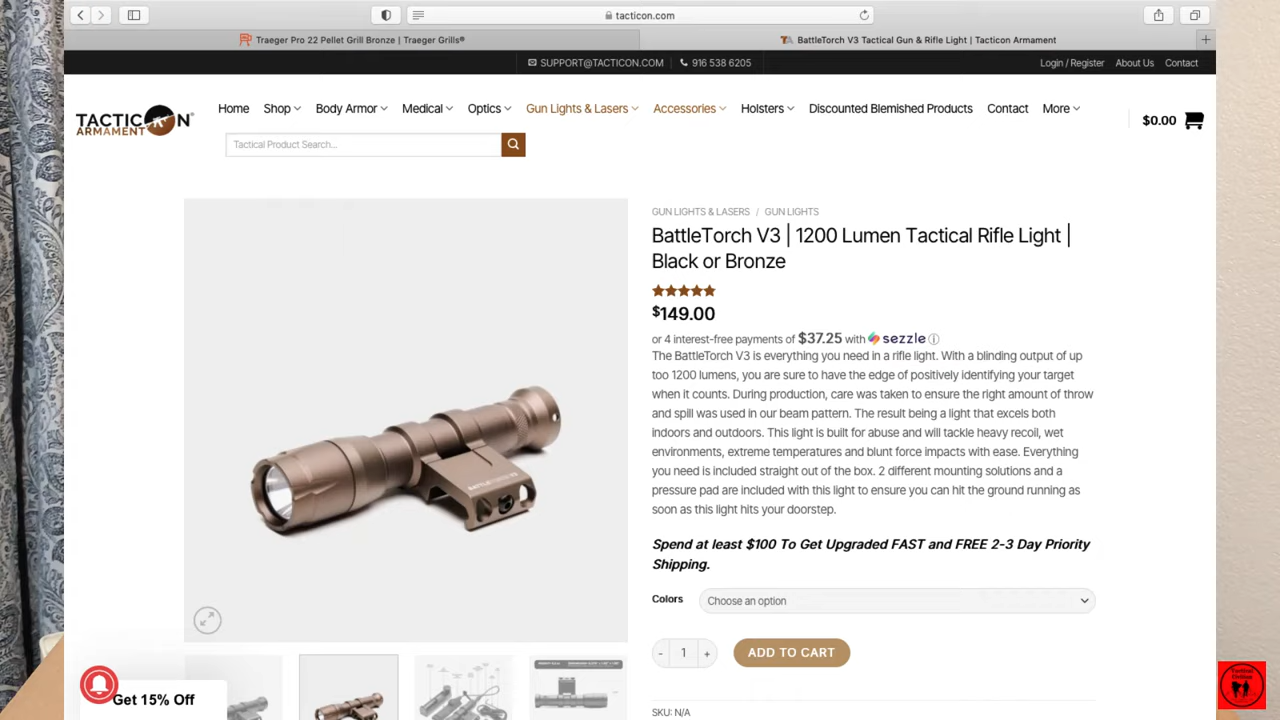 tacticon.com
Traeger Pro 22 Pellet Grill Bronze | Traeger Grills®
BattleTorch V3 Tactical Gun & Rifle Light | Tacticon Armament
SUPPORT@TACTICON.COM
916 538 6205
Login / Register
About Us
Contact
TACTICON®
ARMAMENT
Home
Shop
Body Armor
Medical
Optics
Gun Lights & Lasers
Accessories
Holsters
Discounted Blemished Products
Contact
More
$0.00
Tactical Product Search...
GUN LIGHTS & LASERS / GUN LIGHTS
BattleTorch V3 | 1200 Lumen Tactical Rifle Light |
Black or Bronze
$149.00
or 4 interest-free payments of $37.25 with sezzle
The BattleTorch V3 is everything you need in a rifle light. With a blinding output of up
too 1200 lumens, you are sure to have the edge of positively identifying your target
when it counts. During production, care was taken to ensure the right amount of throw
and spill was used in our beam pattern. The result being a light that excels both
indoors and outdoors. This light is built for abuse and will tackle heavy recoil, wet
environments, extreme temperatures and blunt force impacts with ease. Everything
you need is included straight out of the box. 2 different mounting solutions and a
pressure pad are included with this light to ensure you can hit the ground running as
soon as this light hits your doorstep.
Spend at least $100 To Get Upgraded FAST and FREE 2-3 Day Priority
Shipping.
Colors
Choose an option
- 1 +
ADD TO CART
SKU: N/A
Get 15% Off